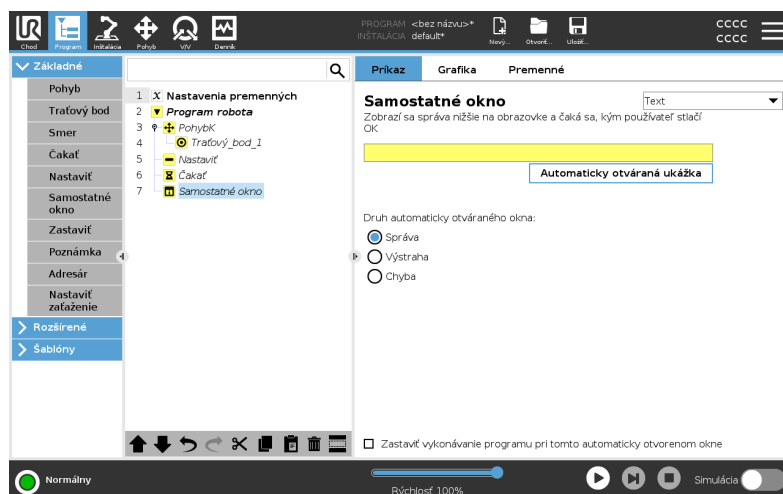 UR
Chod
Program
Inštalácia
Pohyb
V/V
Denník
PROGRAM <bez názvu>*
INŠTALÁCIA default*
Nový...
Otvoriť...
Uložiť...
CCCC
CCCC
Základné
Pohyb
Traťový bod
Smer
Čakať
Nastaviť
Samostatné
okno
Zastaviť
Poznámka
Adresár
Nastaviť
zaťaženie
Rozšírené
Šablóny
1 X Nastavenia premenných
2 Program robota
3 PohybK
4 Traťový_bod_1
5 Nastaviť
6 Čakať
7 Samostatné okno
Príkaz Grafika Premenné
Samostatné okno
Text
Zobrazí sa správa nižšie na obrazovke a čaká sa, kým používateľ stlačí
OK
Automaticky otváraná ukážka
Druh automaticky otváraného okna:
Správa
Výstraha
Chyba
Zastaviť vykonávanie programu pri tomto automaticky otvorenom okne
Normálny
Rýchlosť 100%
Simulácia